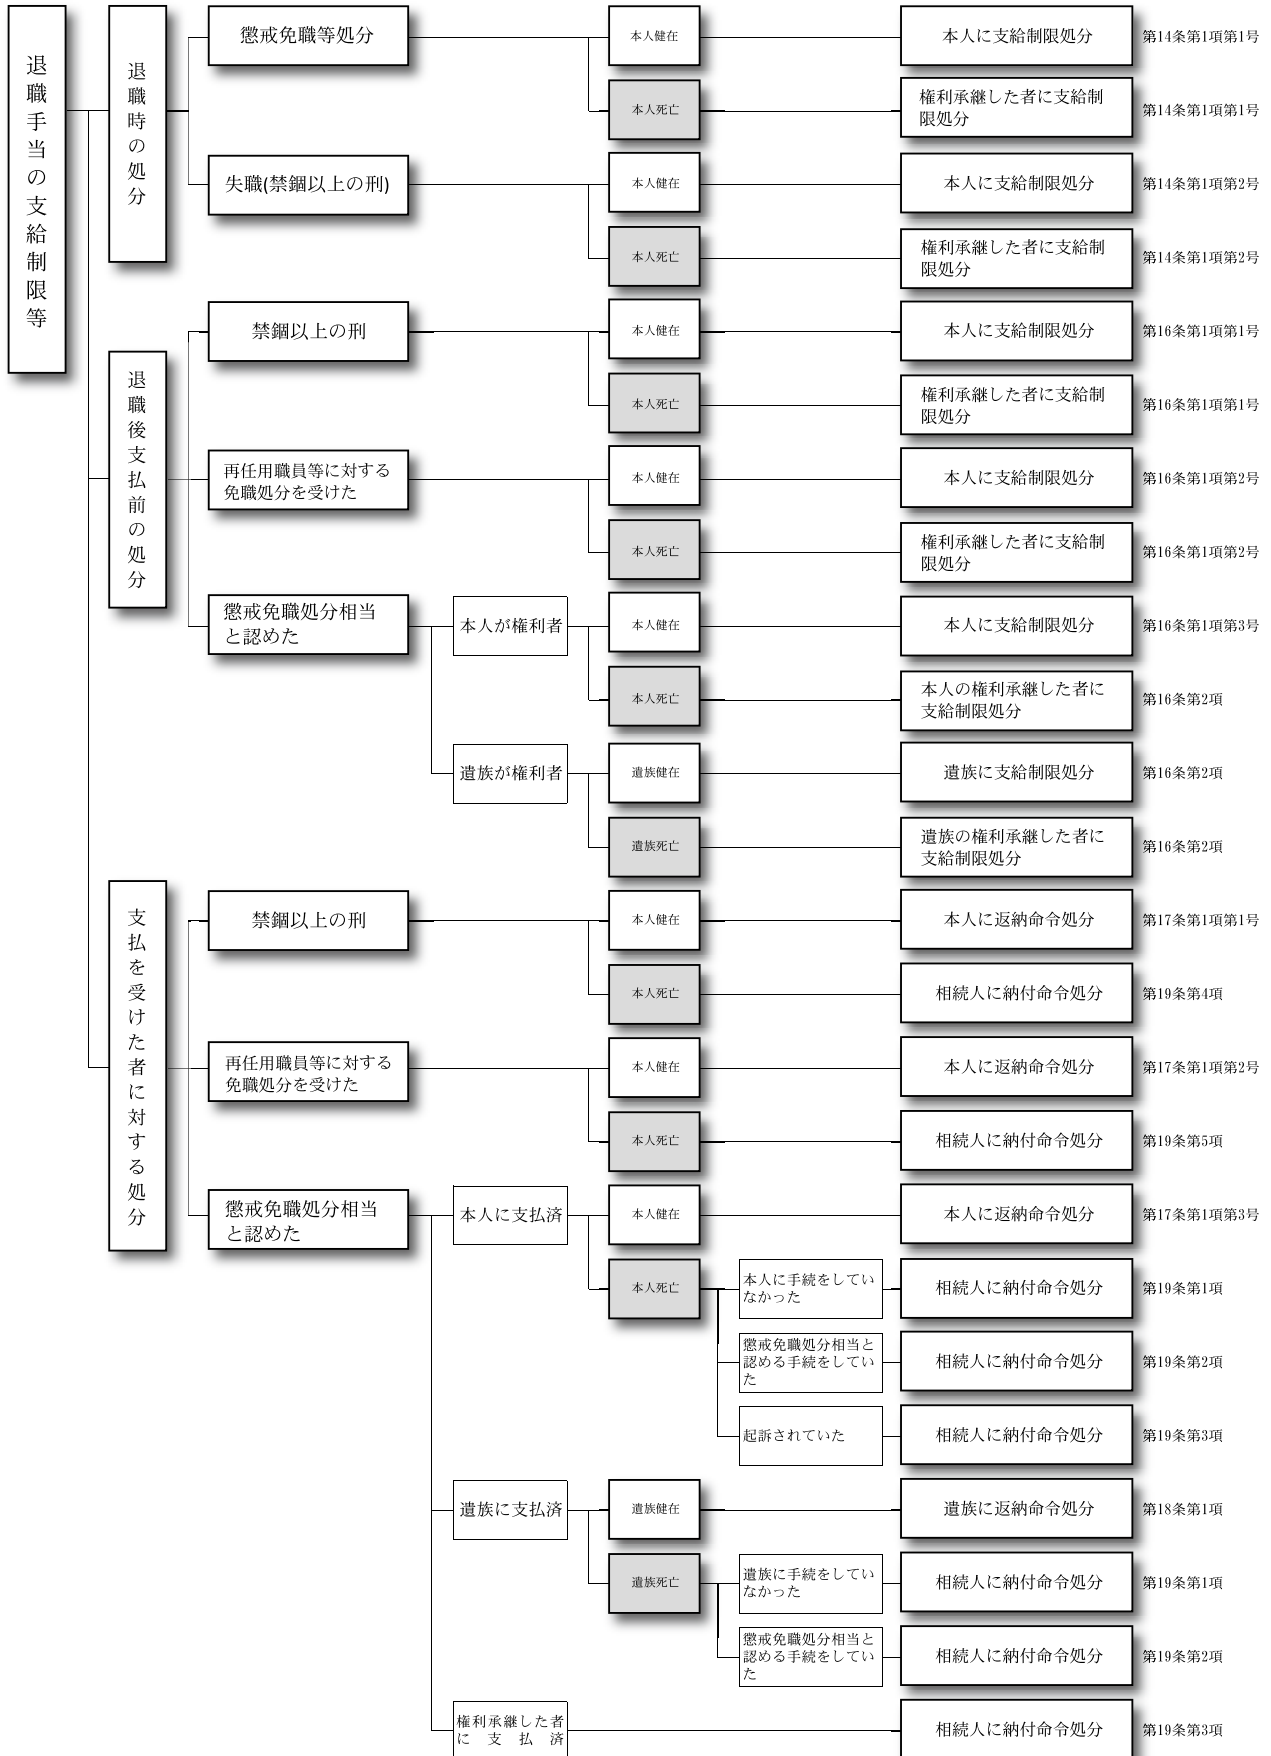 退職手当の支給制限等
退職時の処分
懲戒免職等処分
本人健在
本人に支給制限処分
第14条第1項第1号
本人死亡
権利承継した者に支給制
限処分
第14条第1項第1号
失職(禁錮以上の刑)
本人健在
本人に支給制限処分
第14条第1項第2号
本人死亡
権利承継した者に支給制
限処分
第14条第1項第2号
退職後支払前の処分
禁錮以上の刑
本人健在
本人に支給制限処分
第16条第1項第1号
本人死亡
権利承継した者に支給制
限処分
第16条第1項第1号
再任用職員等に対する
免職処分を受けた
本人健在
本人に支給制限処分
第16条第1項第2号
本人死亡
権利承継した者に支給制
限処分
第16条第1項第2号
懲戒免職処分相当
と認めた
本人が権利者
本人健在
本人に支給制限処分
第16条第1項第3号
本人死亡
本人の権利承継した者に
支給制限処分
第16条第2項
遺族が権利者
遺族健在
遺族に支給制限処分
第16条第2項
遺族死亡
遺族の権利承継した者に
支給制限処分
第16条第2項
支払を受けた者に対する処分
禁錮以上の刑
本人健在
本人に返納命令処分
第17条第1項第1号
本人死亡
相続人に納付命令処分
第19条第4項
再任用職員等に対する
免職処分を受けた
本人健在
本人に返納命令処分
第17条第1項第2号
本人死亡
相続人に納付命令処分
第19条第5項
懲戒免職処分相当
と認めた
本人に支払済
本人健在
本人に返納命令処分
第17条第1項第3号
本人死亡
本人に手続をしてい
なかった
相続人に納付命令処分
第19条第1項
懲戒免職処分相当と
認める手続をしてい
た
相続人に納付命令処分
第19条第2項
起訴されていた
相続人に納付命令処分
第19条第3項
遺族に支払済
遺族健在
遺族に返納命令処分
第18条第1項
遺族死亡
遺族に手続をしてい
なかった
相続人に納付命令処分
第19条第1項
懲戒免職処分相当と
認める手続をしてい
た
相続人に納付命令処分
第19条第2項
権利承継した者
に支払済
相続人に納付命令処分
第19条第3項